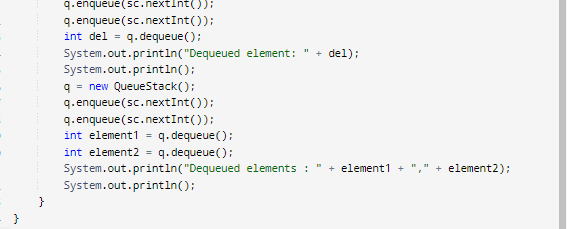 q.enqueue(sc.nextInt());
q.enqueue(sc.nextInt());
int del = q.dequeue();
System.out.println("Dequeued element: " + del);
System.out.println();
q = new QueueStack();
q.enqueue(sc.nextInt());
q.enqueue(sc.nextInt());
int element1 = q.dequeue();
int element2 = q.dequeue();
System.out.println("Dequeued elements : " + element1 + "," + element2);
System.out.println();
}
}